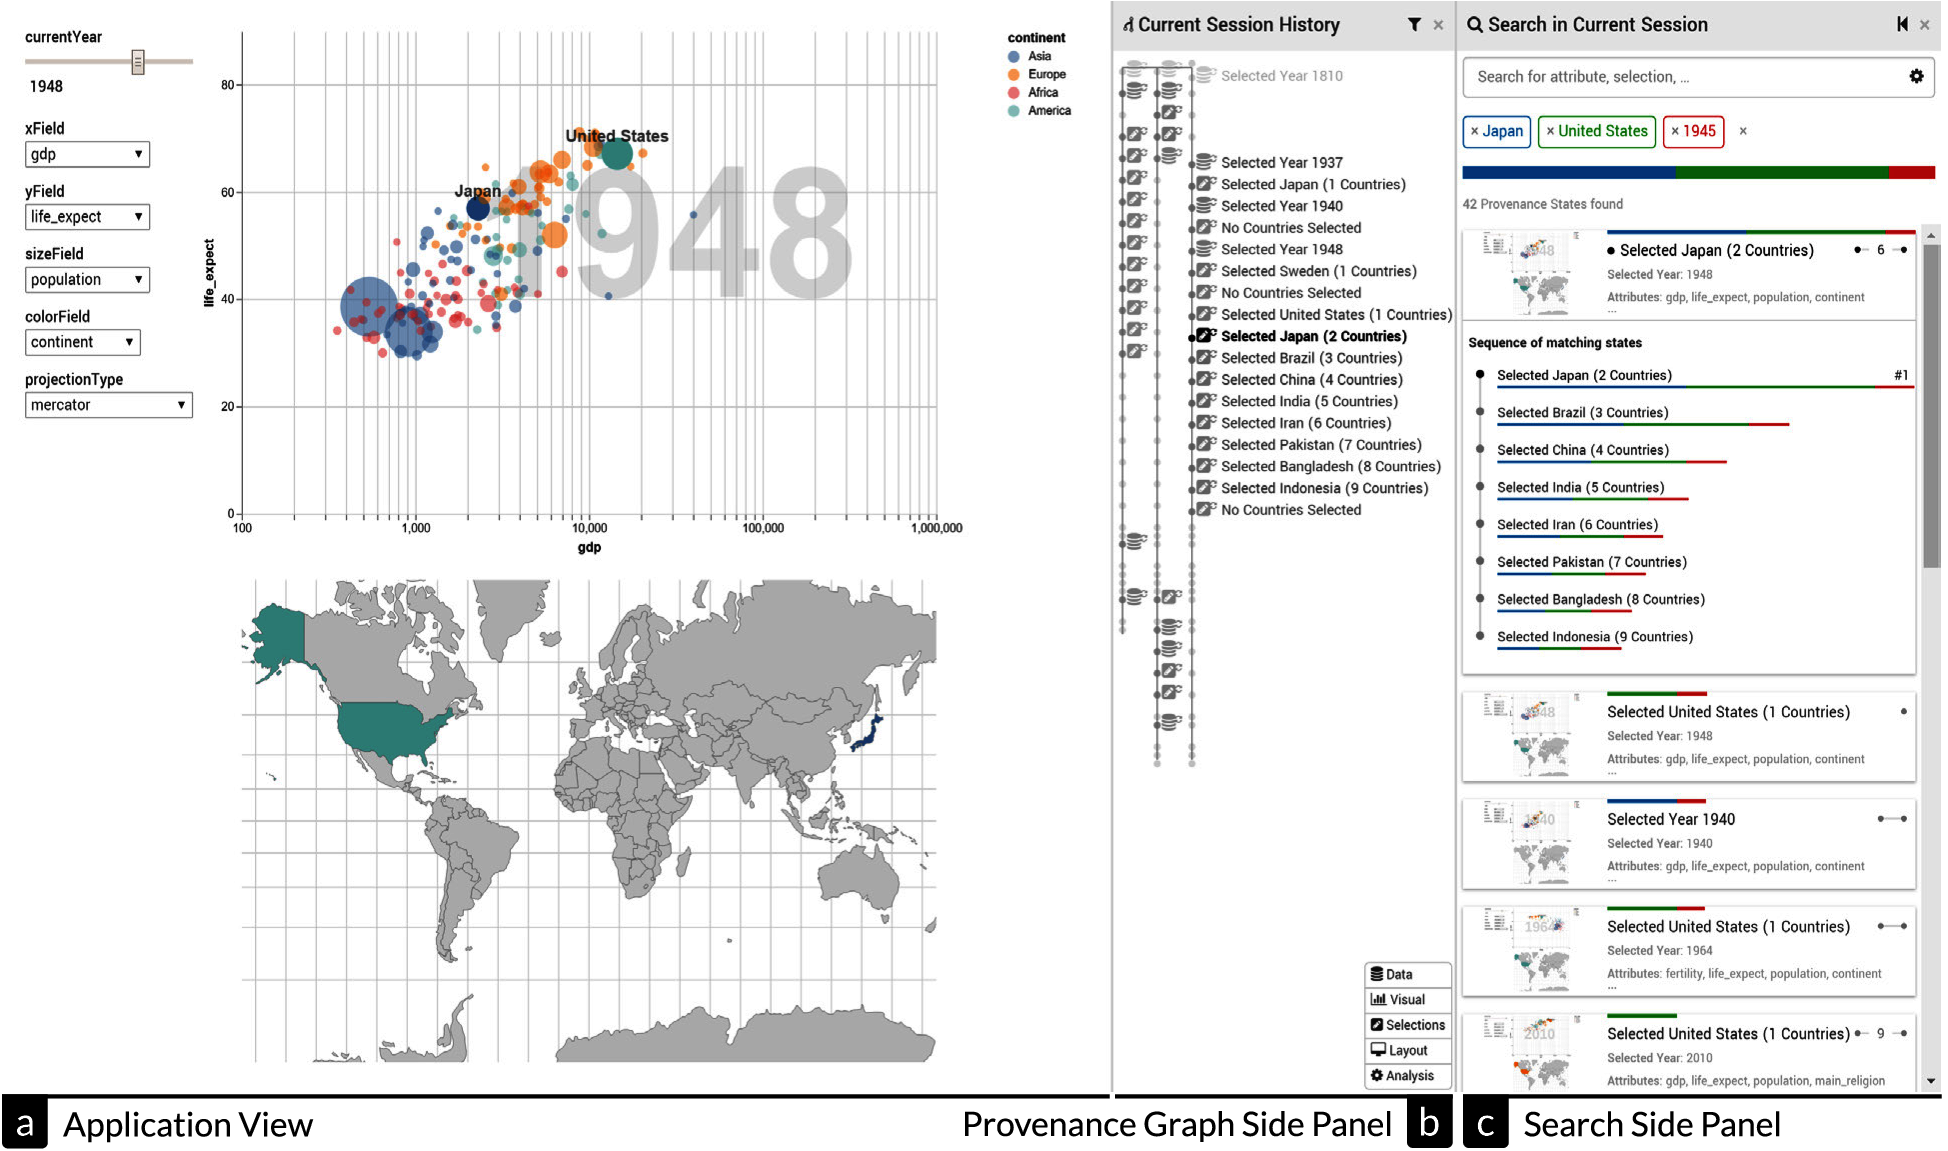 currentYear
1948
xField
gdp
yField
life_expect
sizeField
population
colorField
continent
projectionType
mercator
80
60
40
20
0
100
1,000
10,000
100,000
1,000,000
gdp
life_expect
1948
United States
Japan
continent
Asia
Europe
Africa
America
Current Session History
Selected Year 1810
Selected Year 1937
Selected Japan (1 Countries)
Selected Year 1940
No Countries Selected
Selected Year 1948
Selected Sweden (1 Countries)
No Countries Selected
Selected United States (1 Countries)
Selected Japan (2 Countries)
Selected Brazil (3 Countries)
Selected China (4 Countries)
Selected India (5 Countries)
Selected Iran (6 Countries)
Selected Pakistan (7 Countries)
Selected Bangladesh (8 Countries)
Selected Indonesia (9 Countries)
No Countries Selected
Data
Visual
Selections
Layout
Analysis
Search in Current Session
Search for attribute, selection, ...
× Japan × United States × 1945 ×
42 Provenance States found
Selected Japan (2 Countries) 6
Selected Year: 1948
Attributes: gdp, life_expect, population, continent
...
Sequence of matching states
Selected Japan (2 Countries) #1
Selected Brazil (3 Countries)
Selected China (4 Countries)
Selected India (5 Countries)
Selected Iran (6 Countries)
Selected Pakistan (7 Countries)
Selected Bangladesh (8 Countries)
Selected Indonesia (9 Countries)
Selected United States (1 Countries)
Selected Year: 1948
Attributes: gdp, life_expect, population, continent
...
Selected Year 1940
Selected Year: 1940
Attributes: gdp, life_expect, population, continent
...
1964
Selected United States (1 Countries)
Selected Year: 1964
Attributes: fertility, life_expect, population, continent
...
2010
Selected United States (1 Countries) 9
Selected Year: 2010
Attributes: gdp, life_expect, population, main_religion
a Application View
Provenance Graph Side Panel b
c Search Side Panel